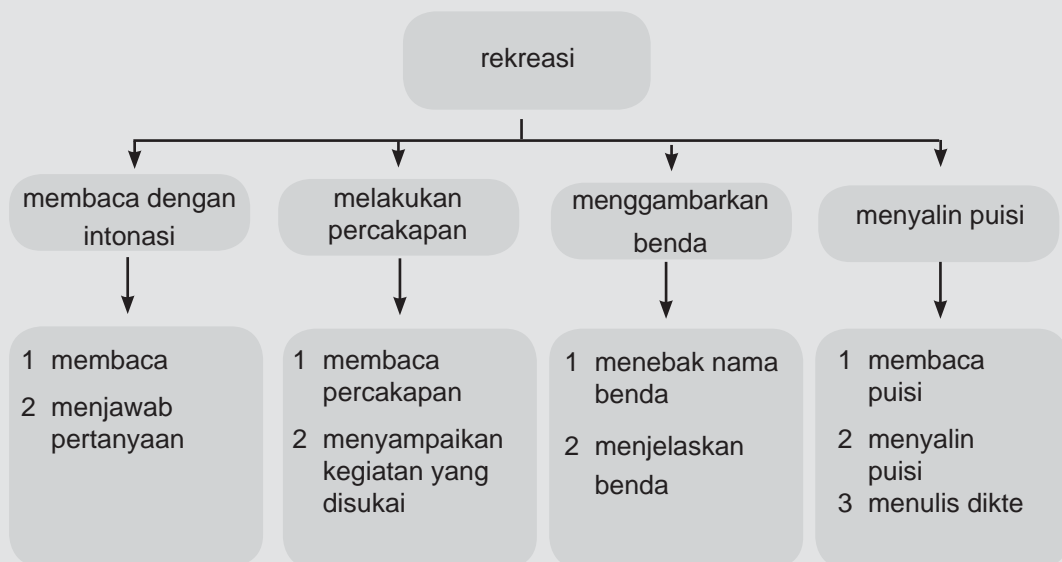 rekreasi
membaca dengan
intonasi
melakukan
percakapan
menggambarkan
benda
menyalin puisi
1 membaca
2 menjawab
pertanyaan
1 membaca
percakapan
2 menyampaikan
kegiatan yang
disukai
1 menebak nama
benda
2 menjelaskan
benda
1 membaca
puisi
2 menyalin
puisi
3 menulis dikte